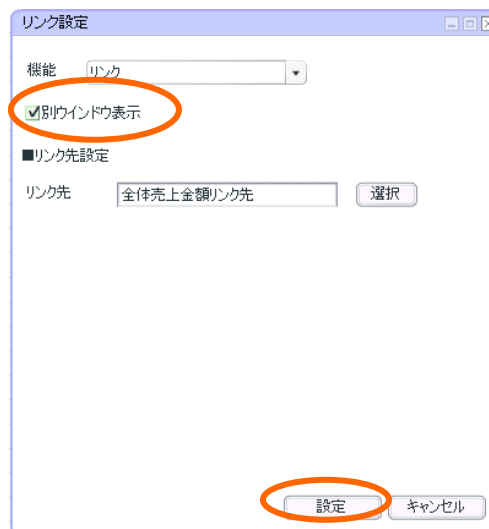 リンク設定
機能 リンク
別ウインドウ表示
■リンク先設定
リンク先 全体売上金額リンク先 選択
設定 キャンセル